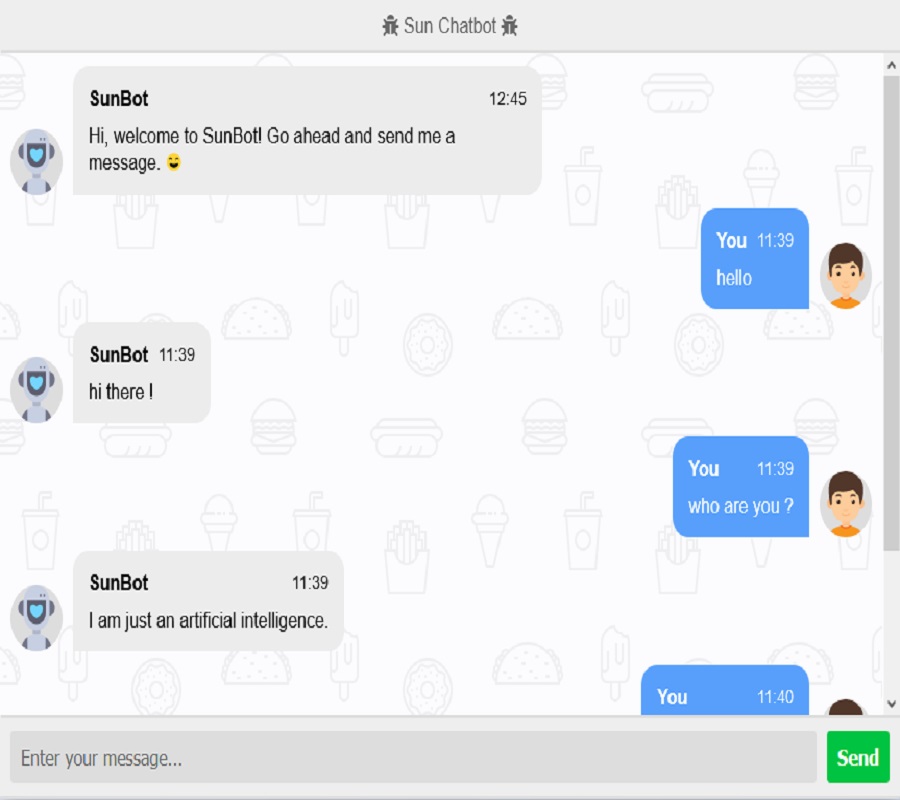 Sun Chatbot
SunBot 12:45
Hi, welcome to SunBot! Go ahead and send me a
message. 😄
You 11:39
hello
SunBot 11:39
hi there !
You 11:39
who are you ?
SunBot 11:39
I am just an artificial intelligence.
You 11:40
Enter your message...
Send